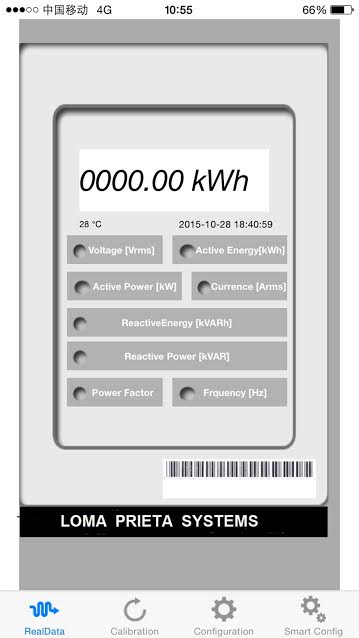 中国移动 4G 10:55 66%
0000.00 kWh
28 °C 2015-10-28 18:40:59
Voltage [Vrms] Active Energy[kWh]
Active Power [kW] Currence [Arms]
ReactiveEnergy [kVARh]
Reactive Power [kVAR]
Power Factor Frquency [Hz]
LOMA PRIETA SYSTEMS
RealData Calibration Configuration Smart Config